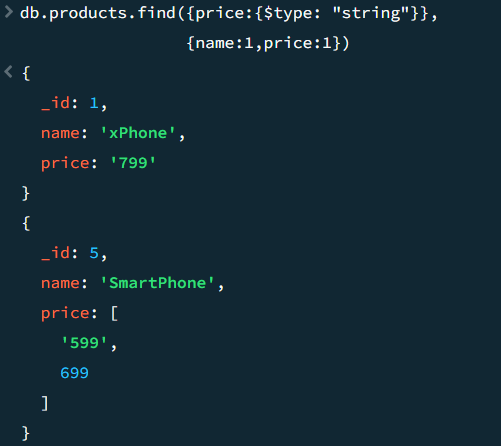 > db.products.find({price:{$type: "string"}},
{name:1,price:1})
< {
_id: 1,
name: 'xPhone',
price: '799'
}
{
_id: 5,
name: 'SmartPhone',
price: [
'599',
699
]
}